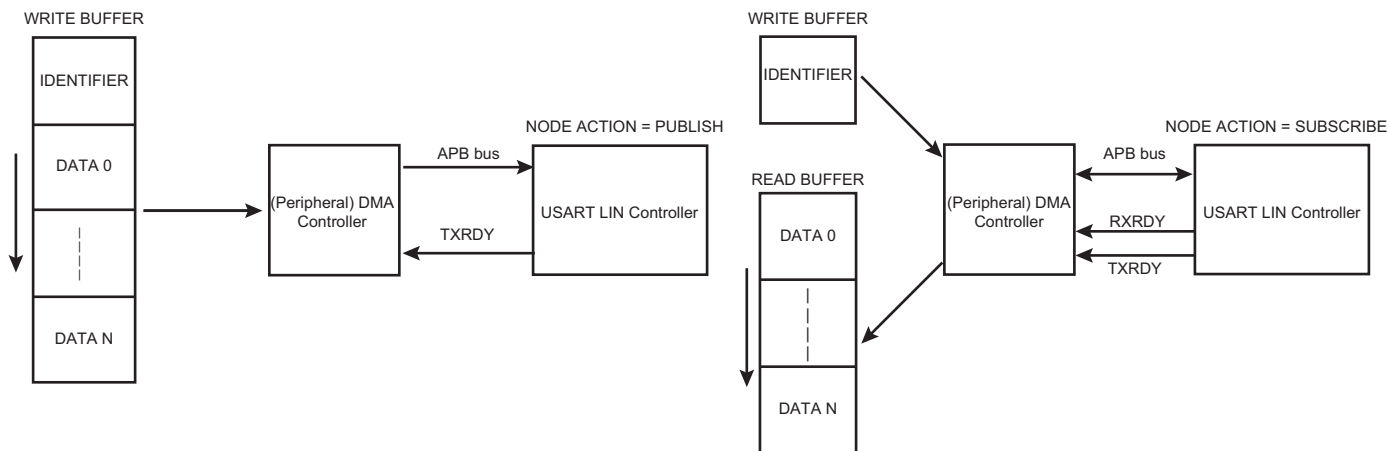 WRITE BUFFER
IDENTIFIER
DATA 0
DATA N
(Peripheral) DMA
Controller
APB bus
TXRDY
NODE ACTION = PUBLISH
USART LIN Controller
WRITE BUFFER
IDENTIFIER
READ BUFFER
DATA 0
DATA N
(Peripheral) DMA
Controller
APB bus
RXRDY
TXRDY
NODE ACTION = SUBSCRIBE
USART LIN Controller